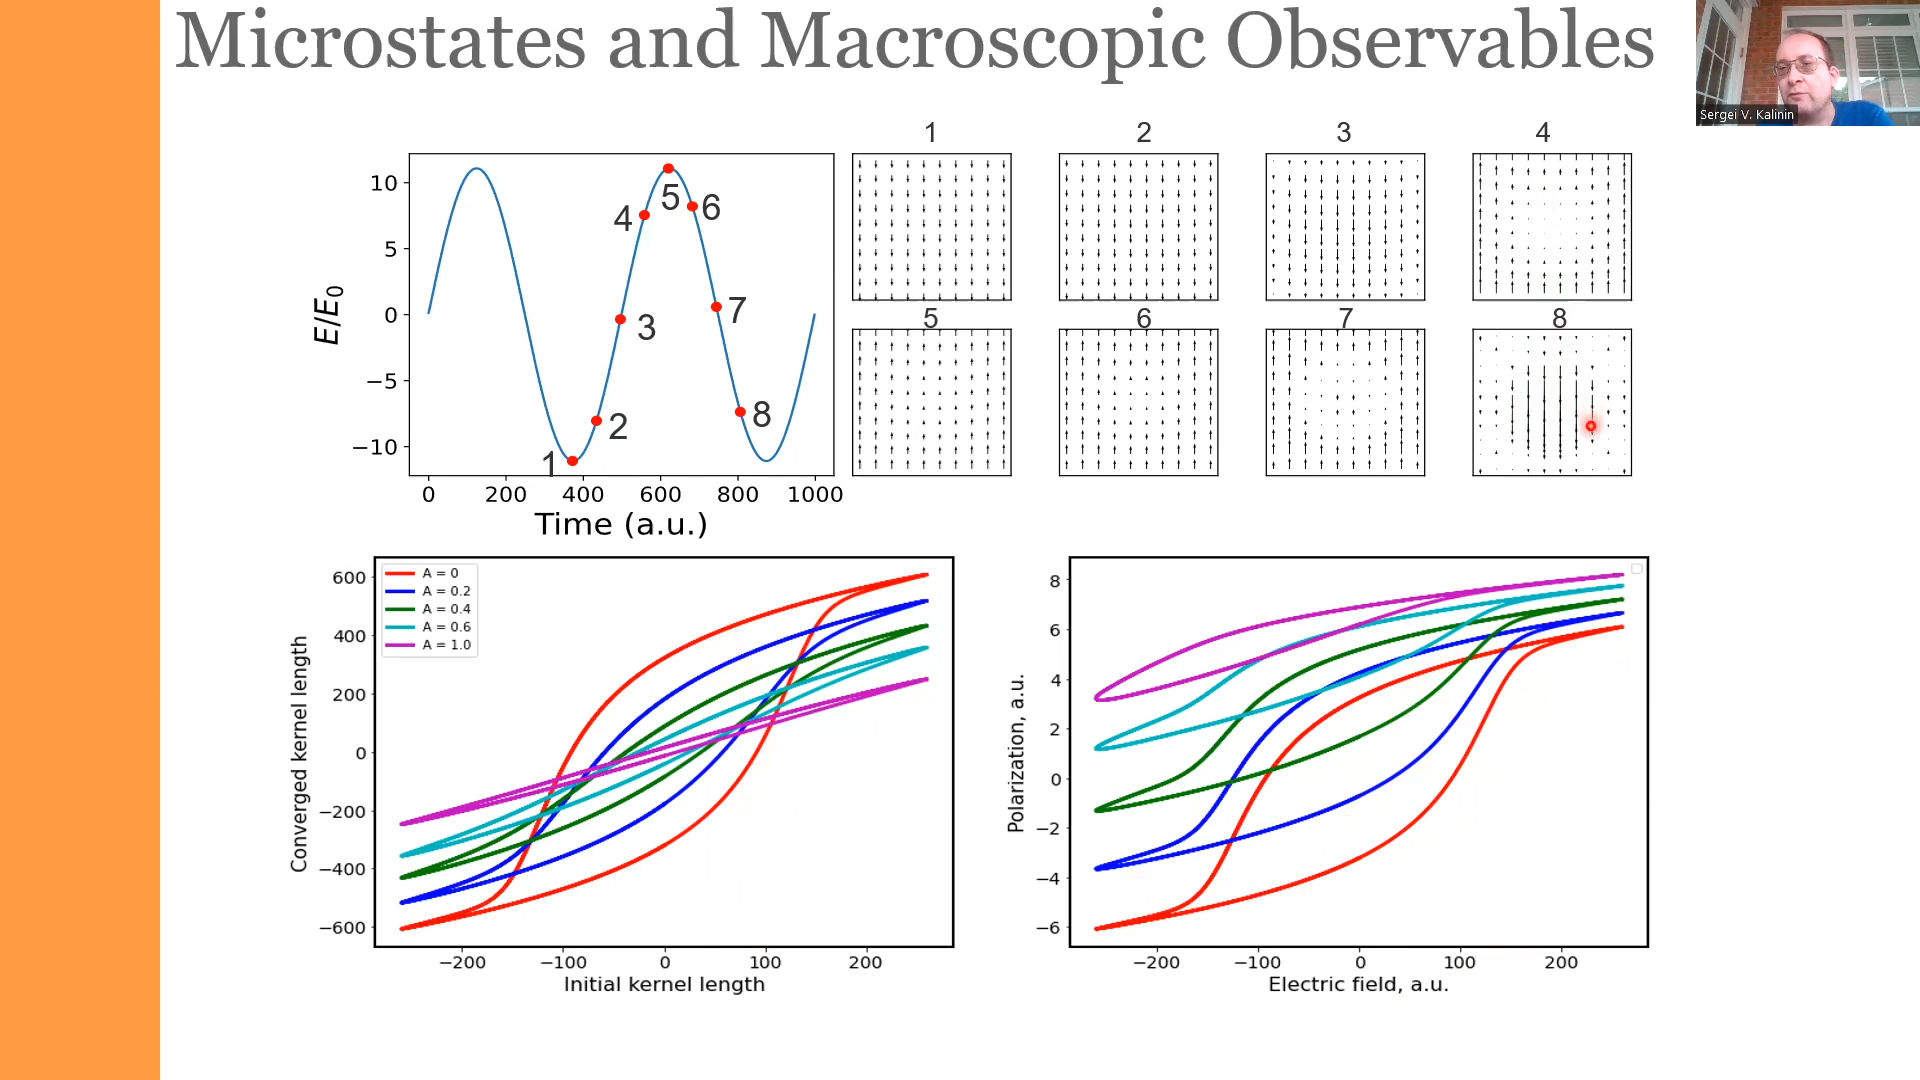 Microstates and Macroscopic Observables
Sergei V. Kalinin
10
5
0
−5
−10
E/E0
0 200 400 600 800 1000
Time (a.u.)
1
2
3
4
5
6
7
8
1 2 3 4
5 6 7 8
A = 0
A = 0.2
A = 0.4
A = 0.6
A = 1.0
600
400
200
0
−200
−400
−600
Converged kernel length
−200 −100 0 100 200
Initial kernel length
8
6
4
2
0
−2
−4
−6
Polarization, a.u.
−200 −100 0 100 200
Electric field, a.u.